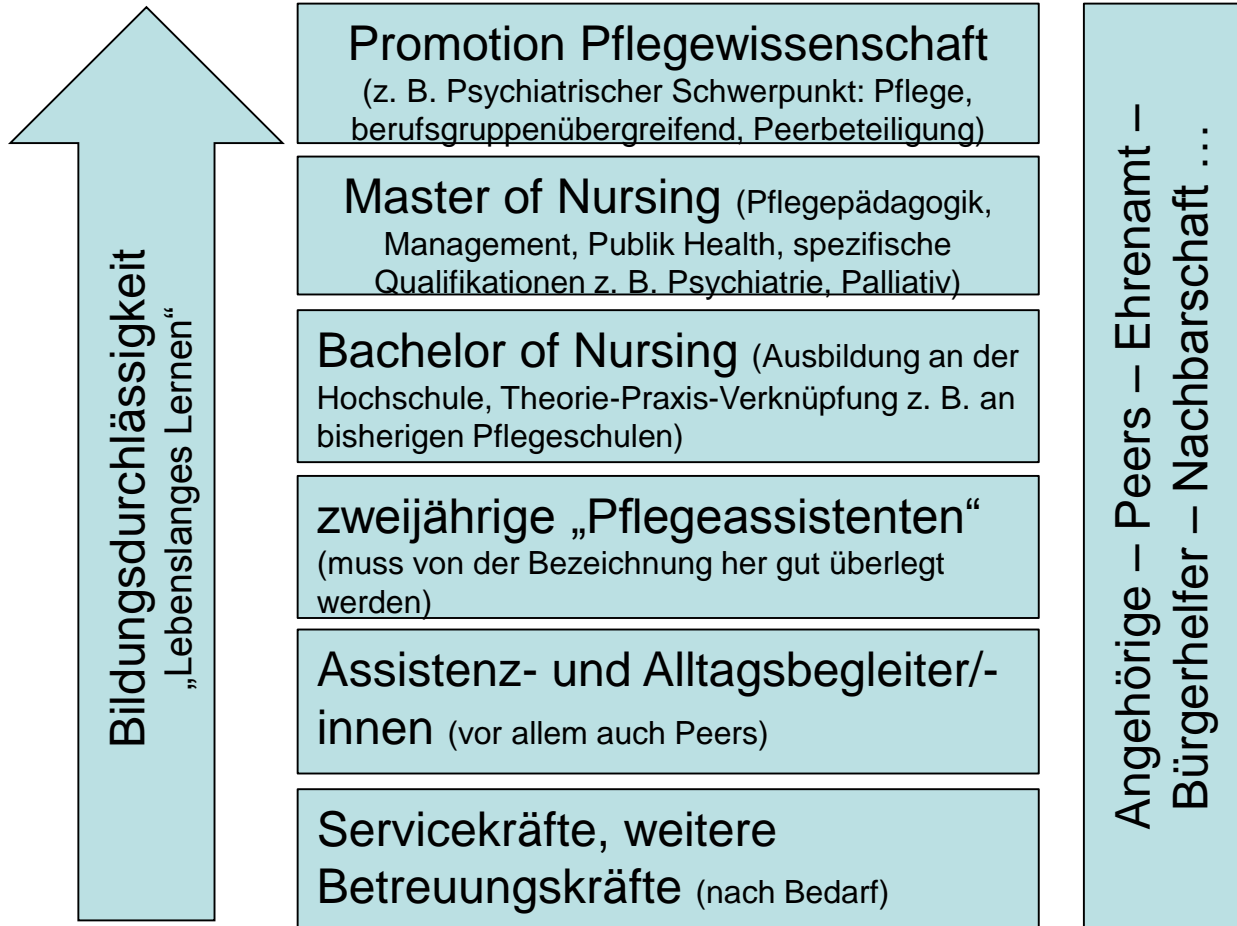 Bildungsdurchlässigkeit
„Lebenslanges Lernen“
Promotion Pflegewissenschaft
(z. B. Psychiatrischer Schwerpunkt: Pflege,
berufsgruppenübergreifend, Peerbeteiligung)
Master of Nursing (Pflegepädagogik,
Management, Publik Health, spezifische
Qualifikationen z. B. Psychiatrie, Palliativ)
Bachelor of Nursing (Ausbildung an der
Hochschule, Theorie-Praxis-Verknüpfung z. B. an
bisherigen Pflegeschulen)
zweijährige „Pflegeassistenten“
(muss von der Bezeichnung her gut überlegt
werden)
Assistenz- und Alltagsbegleiter/-
innen (vor allem auch Peers)
Servicekräfte, weitere
Betreuungskräfte (nach Bedarf)
Angehörige – Peers – Ehrenamt –
Bürgerhelfer – Nachbarschaft …